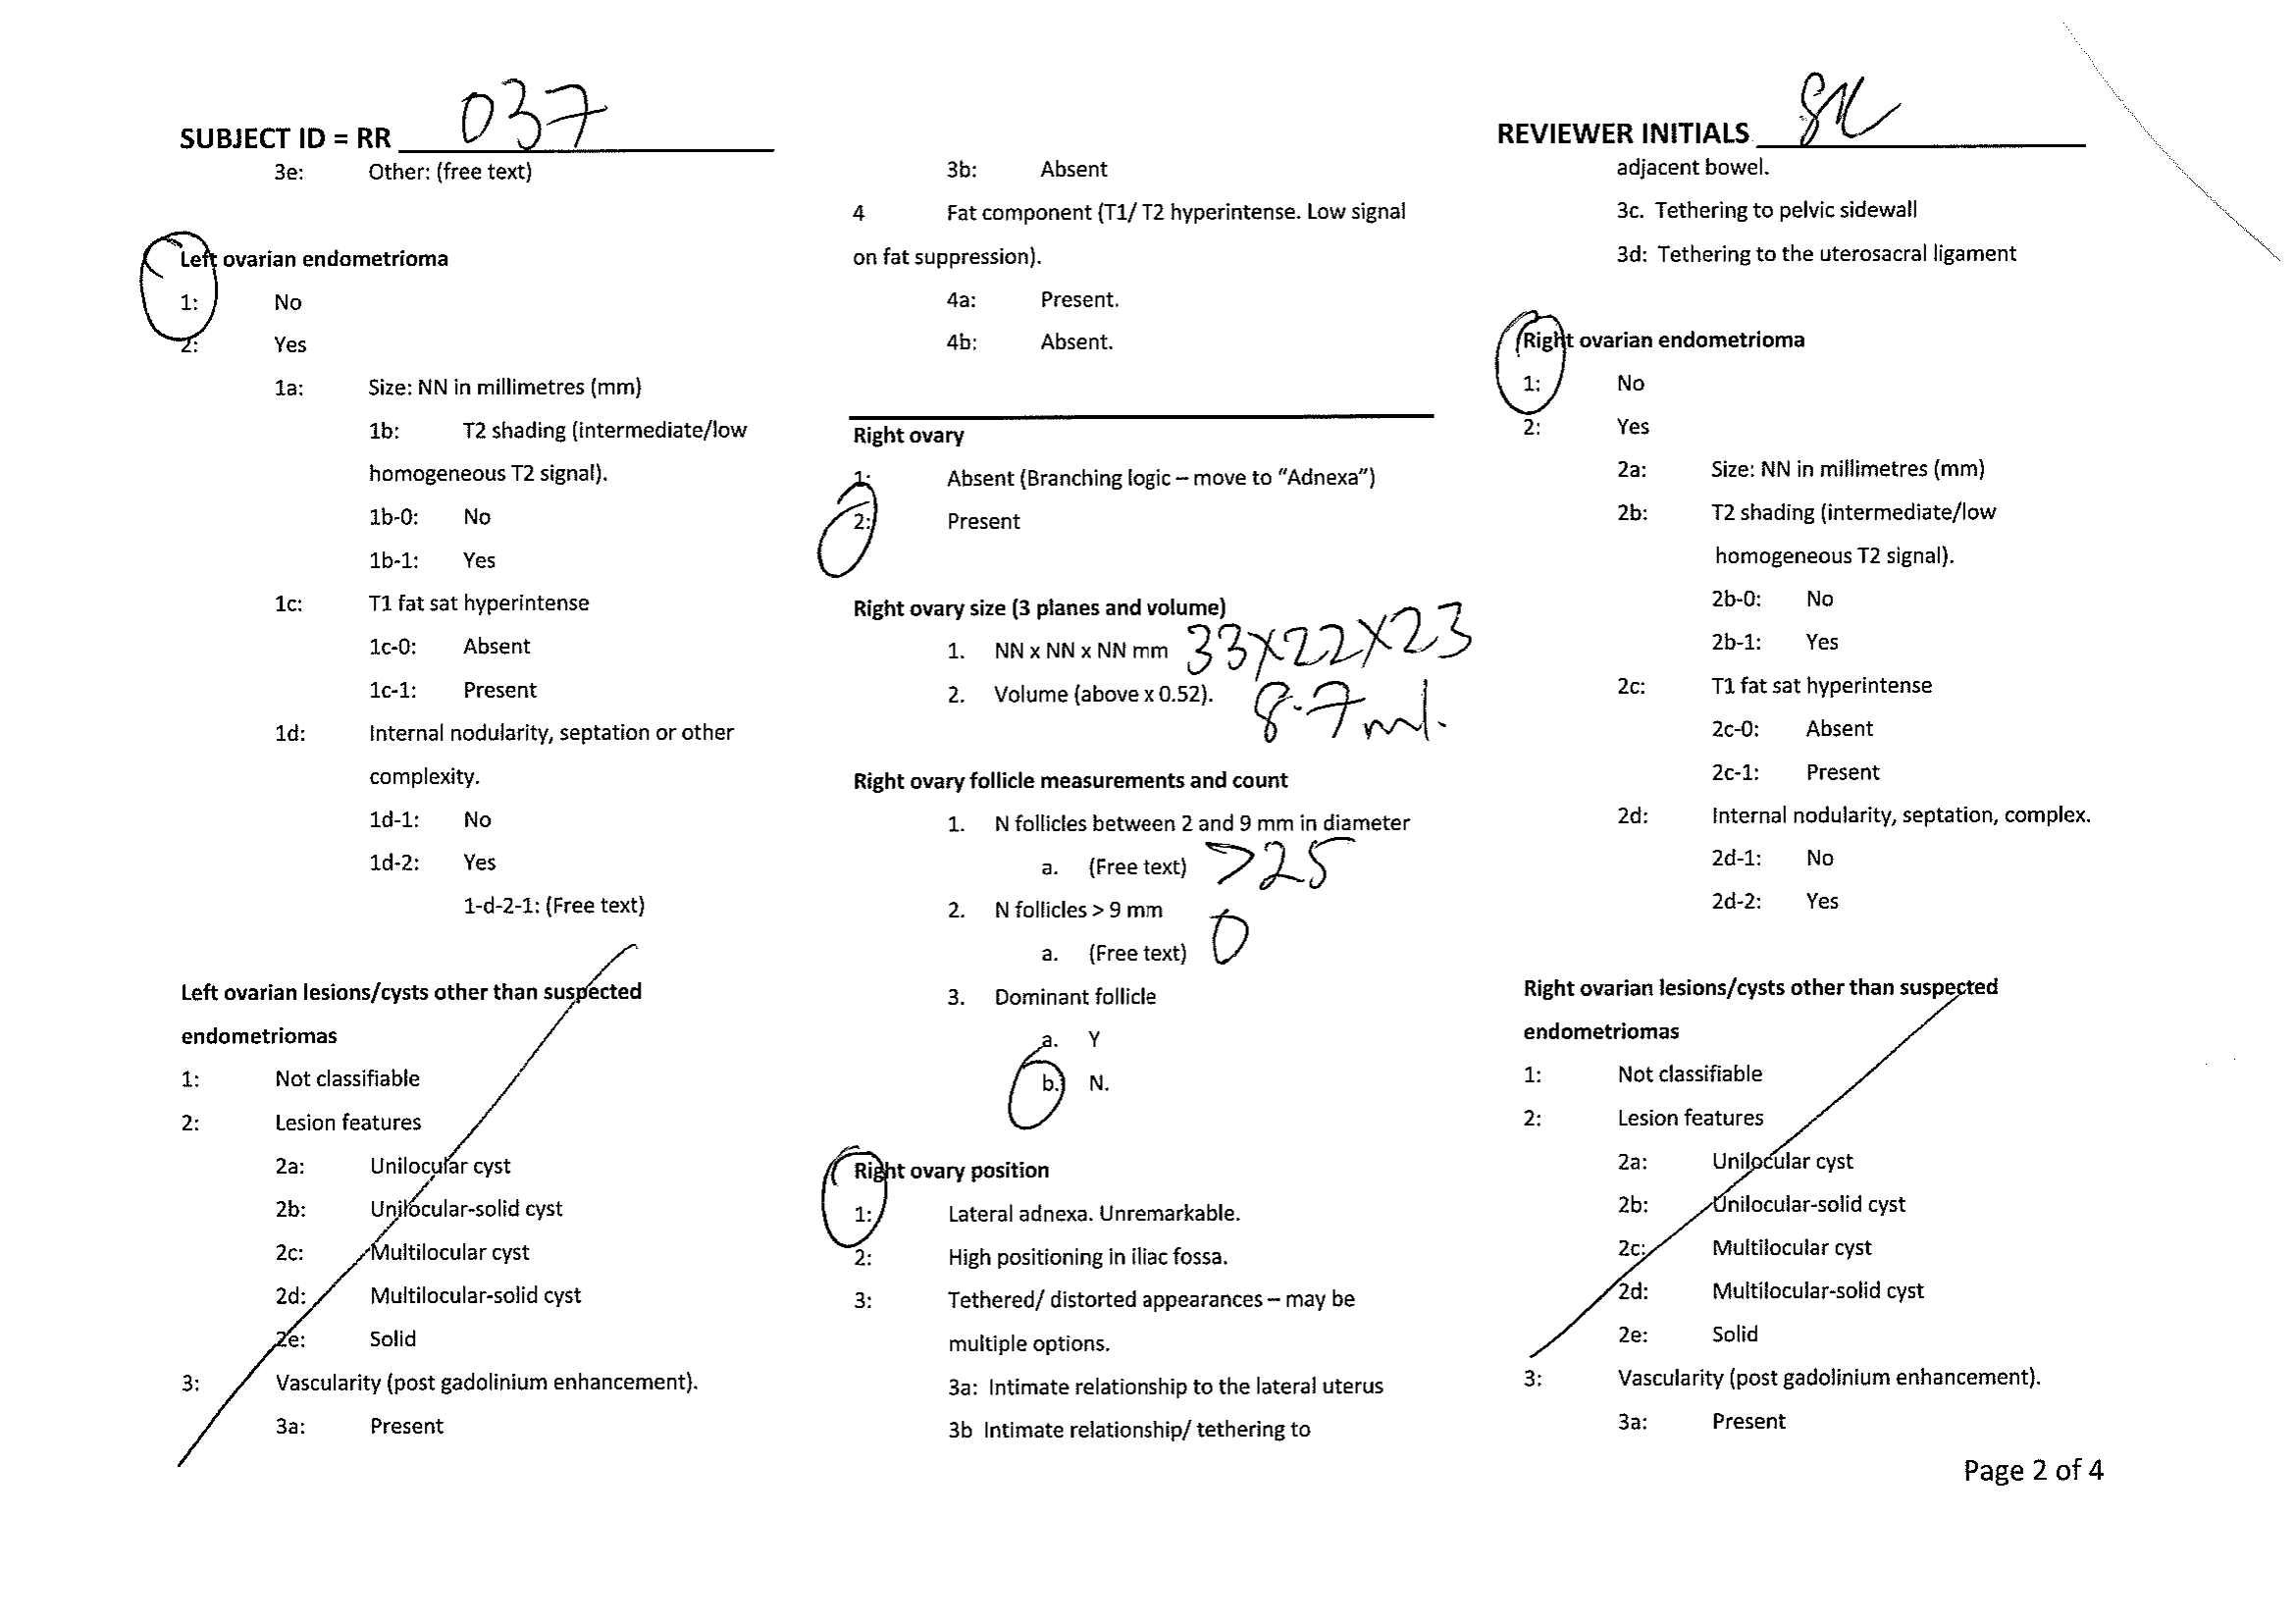 SUBJECT ID = RR 037
3e: Other: (free text)
Left ovarian endometrioma
1: No
2: Yes
1a: Size: NN in millimetres (mm)
1b: T2 shading (intermediate/low
homogeneous T2 signal).
1b-0: No
1b-1: Yes
1c: T1 fat sat hyperintense
1c-0: Absent
1c-1: Present
1d: Internal nodularity, septation or other
complexity.
1d-1: No
1d-2: Yes
1-d-2-1: (Free text)
Left ovarian lesions/cysts other than suspected
endometriomas
1: Not classifiable
2: Lesion features
2a: Unilocular cyst
2b: Unilocular-solid cyst
2c: Multilocular cyst
2d: Multilocular-solid cyst
2e: Solid
3: Vascularity (post gadolinium enhancement).
3a: Present
3b: Absent
4 Fat component (T1/ T2 hyperintense. Low signal
on fat suppression).
4a: Present.
4b: Absent.
Right ovary
1: Absent (Branching logic – move to “Adnexa”)
2: Present
Right ovary size (3 planes and volume)
1. NN x NN x NN mm 33x22x23
2. Volume (above x 0.52). 8.7 ml.
Right ovary follicle measurements and count
1. N follicles between 2 and 9 mm in diameter
a. (Free text) >25
2. N follicles > 9 mm
a. (Free text) 0
3. Dominant follicle
a. Y
b. N.
Right ovary position
1: Lateral adnexa. Unremarkable.
2: High positioning in iliac fossa.
3: Tethered/ distorted appearances – may be
multiple options.
3a: Intimate relationship to the lateral uterus
3b Intimate relationship/ tethering to
REVIEWER INITIALS
adjacent bowel.
3c. Tethering to pelvic sidewall
3d: Tethering to the uterosacral ligament
Right ovarian endometrioma
1: No
2: Yes
2a: Size: NN in millimetres (mm)
2b: T2 shading (intermediate/low
homogeneous T2 signal).
2b-0: No
2b-1: Yes
2c: T1 fat sat hyperintense
2c-0: Absent
2c-1: Present
2d: Internal nodularity, septation, complex.
2d-1: No
2d-2: Yes
Right ovarian lesions/cysts other than suspected
endometriomas
1: Not classifiable
2: Lesion features
2a: Unilocular cyst
2b: Unilocular-solid cyst
2c: Multilocular cyst
2d: Multilocular-solid cyst
2e: Solid
3: Vascularity (post gadolinium enhancement).
3a: Present
Page 2 of 4